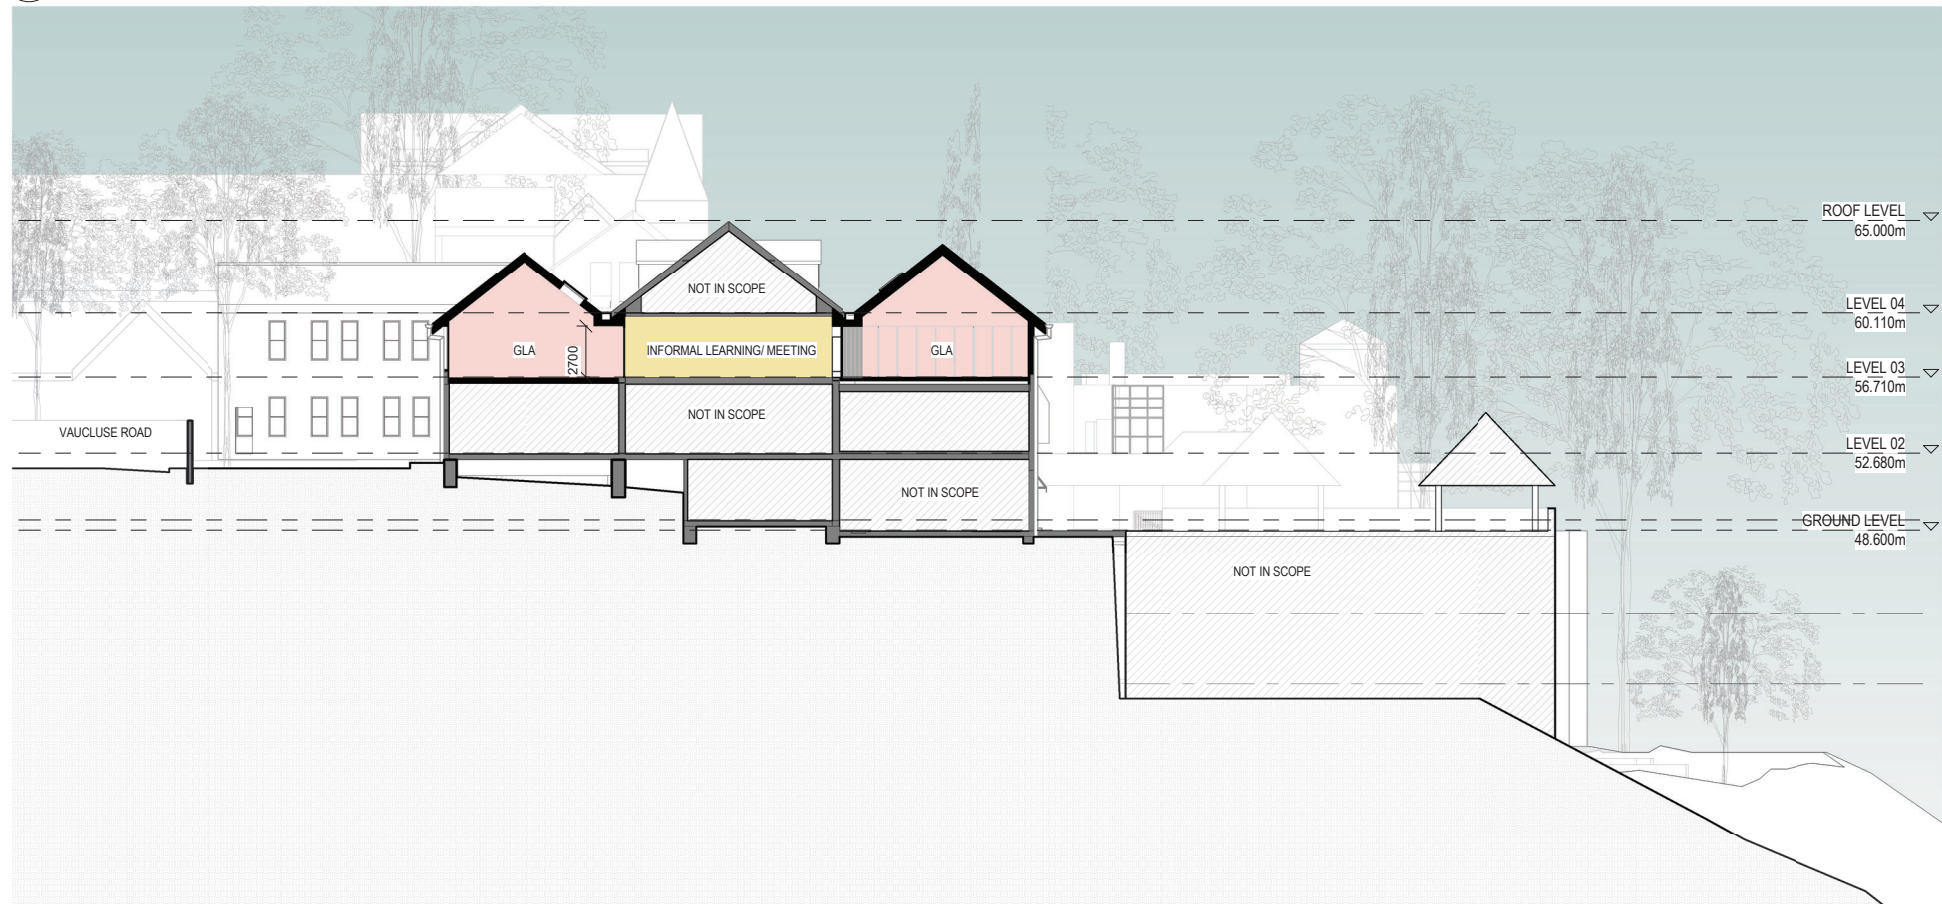 ROOF LEVEL
65.000m
NOT IN SCOPE
LEVEL 04
60.110m
GLA
2700
INFORMAL LEARNING/ MEETING
GLA
LEVEL 03
56.710m
NOT IN SCOPE
VAUCLUSE ROAD
LEVEL 02
52.680m
NOT IN SCOPE
GROUND LEVEL
48.600m
NOT IN SCOPE